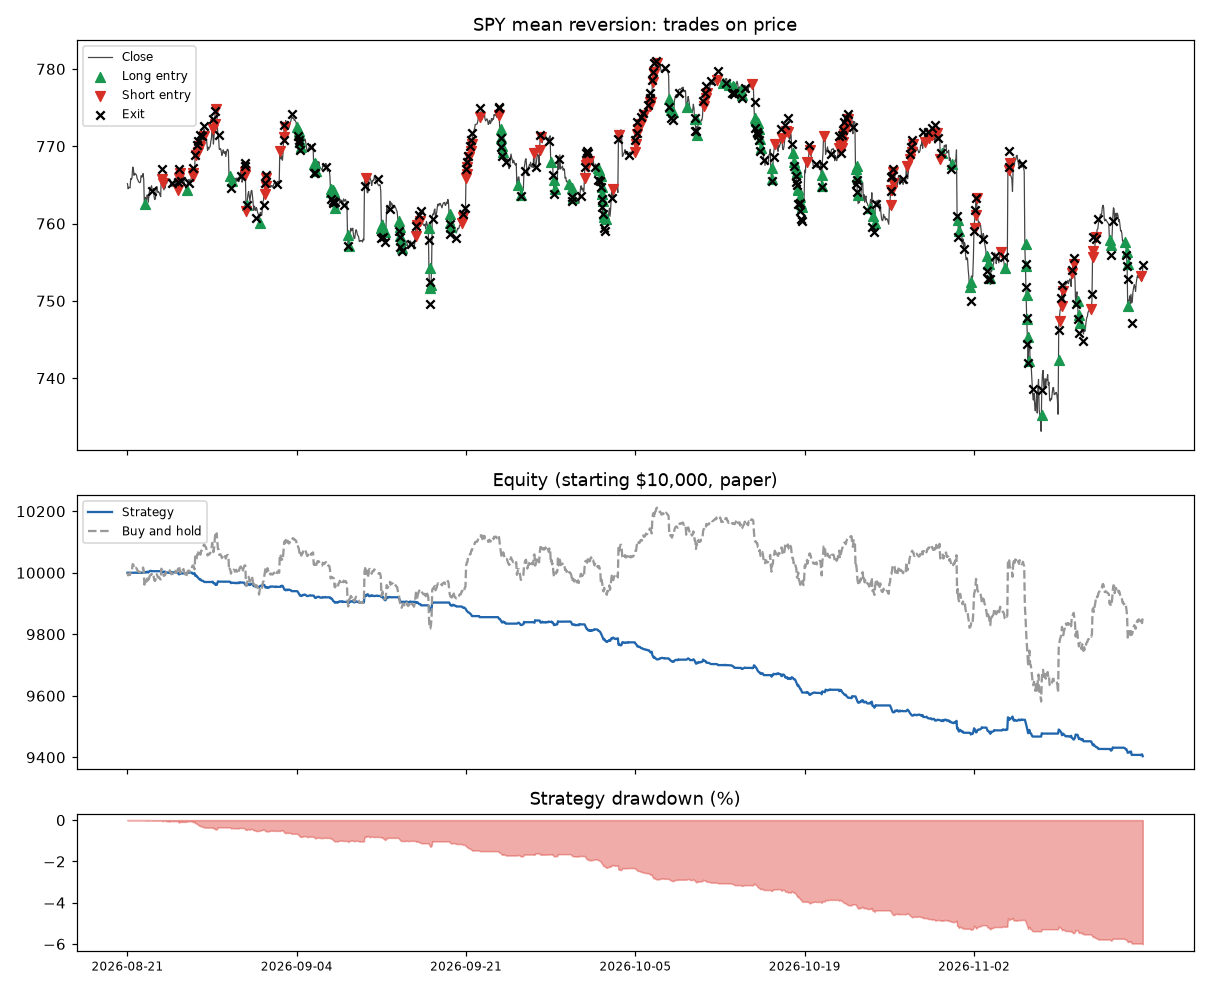 SPY mean reversion: trades on price
Close
Long entry
Short entry
Exit
780
770
760
750
740
Equity (starting $10,000, paper)
Strategy
Buy and hold
10200
10000
9800
9600
9400
Strategy drawdown (%)
0
−2
−4
−6
2026-08-21 2026-09-04 2026-09-21 2026-10-05 2026-10-19 2026-11-02